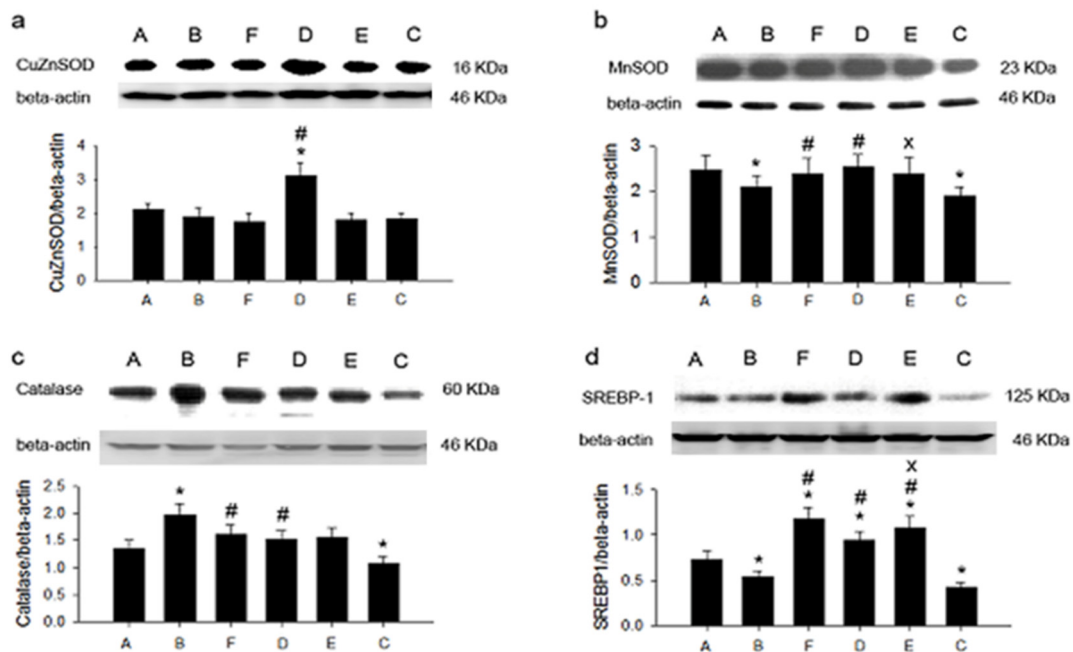 a
A B F D E C
CuZnSOD 16 KDa
beta-actin 46 KDa
CuZnSOD/beta-actin
4
3
2
1
0
#
*
A B F D E C
b
A B F D E C
MnSOD 23 KDa
beta-actin 46 KDa
MnSOD/beta-actin
3
2
1
0
* # # x *
A B F D E C
c
A B F D E C
Catalase 60 KDa
beta-actin 46 KDa
Catalase/beta-actin
2.5
2.0
1.5
1.0
0.5
0.0
* # # *
A B F D E C
d
A B F D E C
SREBP-1 125 KDa
beta-actin 46 KDa
SREBP1/beta-actin
1.5
1.0
0.5
0.0
x
# # #
* * * * *
A B F D E C